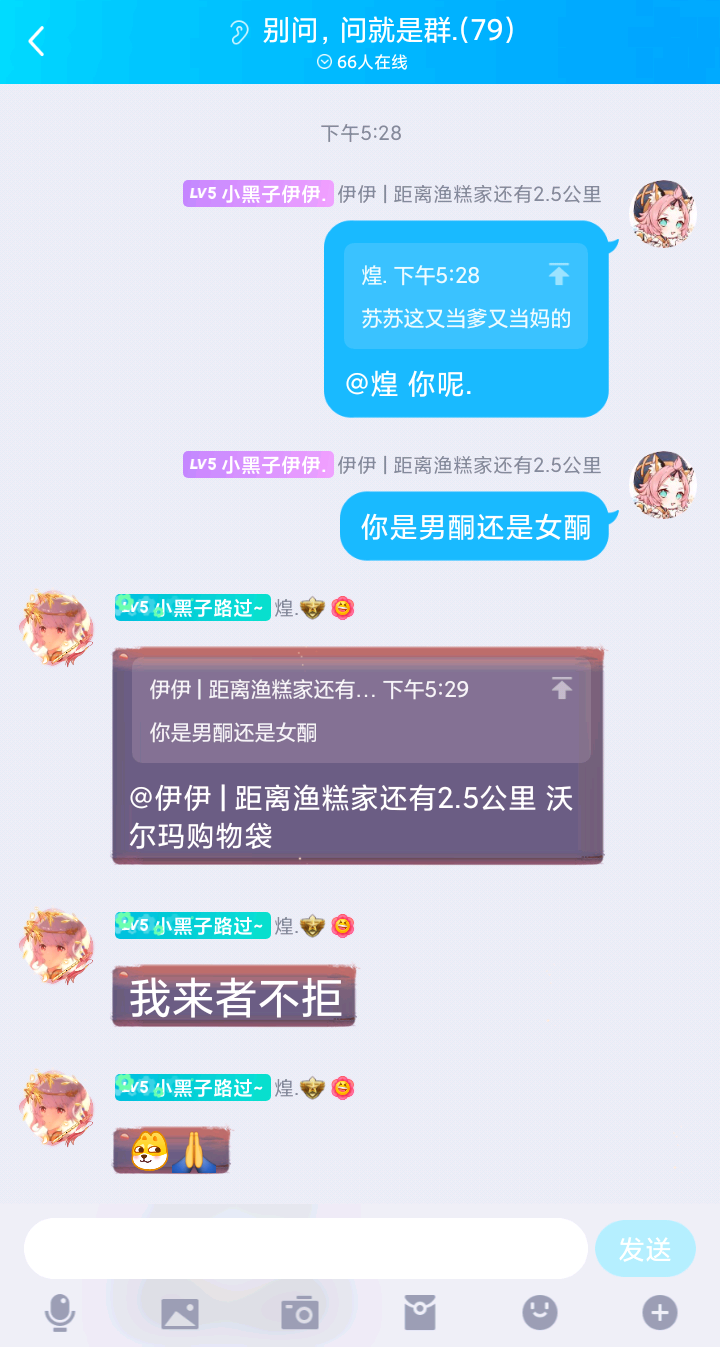 别问，问就是群.(79)
66人在线
下午5:28
LV5 小黑子伊伊. 伊伊 | 距离渔糕家还有2.5公里
煌. 下午5:28
苏苏这又当爹又当妈的
@煌 你呢.
LV5 小黑子伊伊. 伊伊 | 距离渔糕家还有2.5公里
你是男酮还是女酮
LV5 小黑子路过~ 煌.
伊伊 | 距离渔糕家还有... 下午5:29
你是男酮还是女酮
@伊伊 | 距离渔糕家还有2.5公里 沃
尔玛购物袋
LV5 小黑子路过~ 煌.
我来者不拒
LV5 小黑子路过~ 煌.
发送